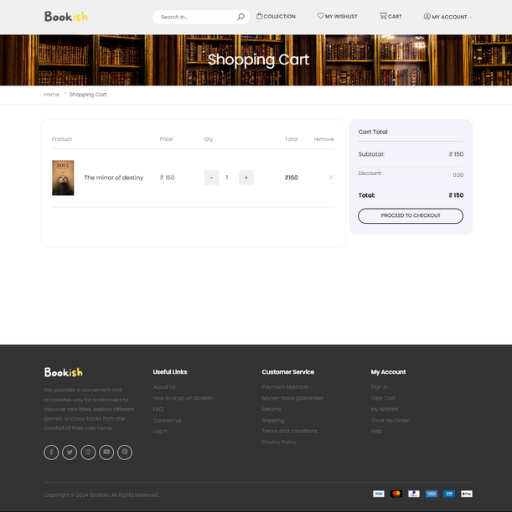 Bookish
Search in...
COLLECTION
MY WISHLIST
CART
MY ACCOUNT
Shopping Cart
Home > Shopping Cart
Product Price Qty Total remove
SOUL
The mirror of destiny ₹ 150 - 1 + ₹150 ×
Cart Total
Subtotal: ₹ 150
Discount: 0.00
Total: ₹ 150
PROCEED TO CHECKOUT
Bookish
We provides a convenient and
accessible way for book lovers to
discover new titles, explore different
genres, and buy books from the
comfort of their own home.
Useful Links
About Us
How to shop on Bookish
FAQ
Contact us
Log in
Customer Service
Payment Methods
Money-back guarantee!
Returns
Shipping
Terms and conditions
Privacy Policy
My Account
Sign In
View Cart
My Wishlist
Track My Order
Help
Copyright © 2024 Bookish. All Rights Reserved.